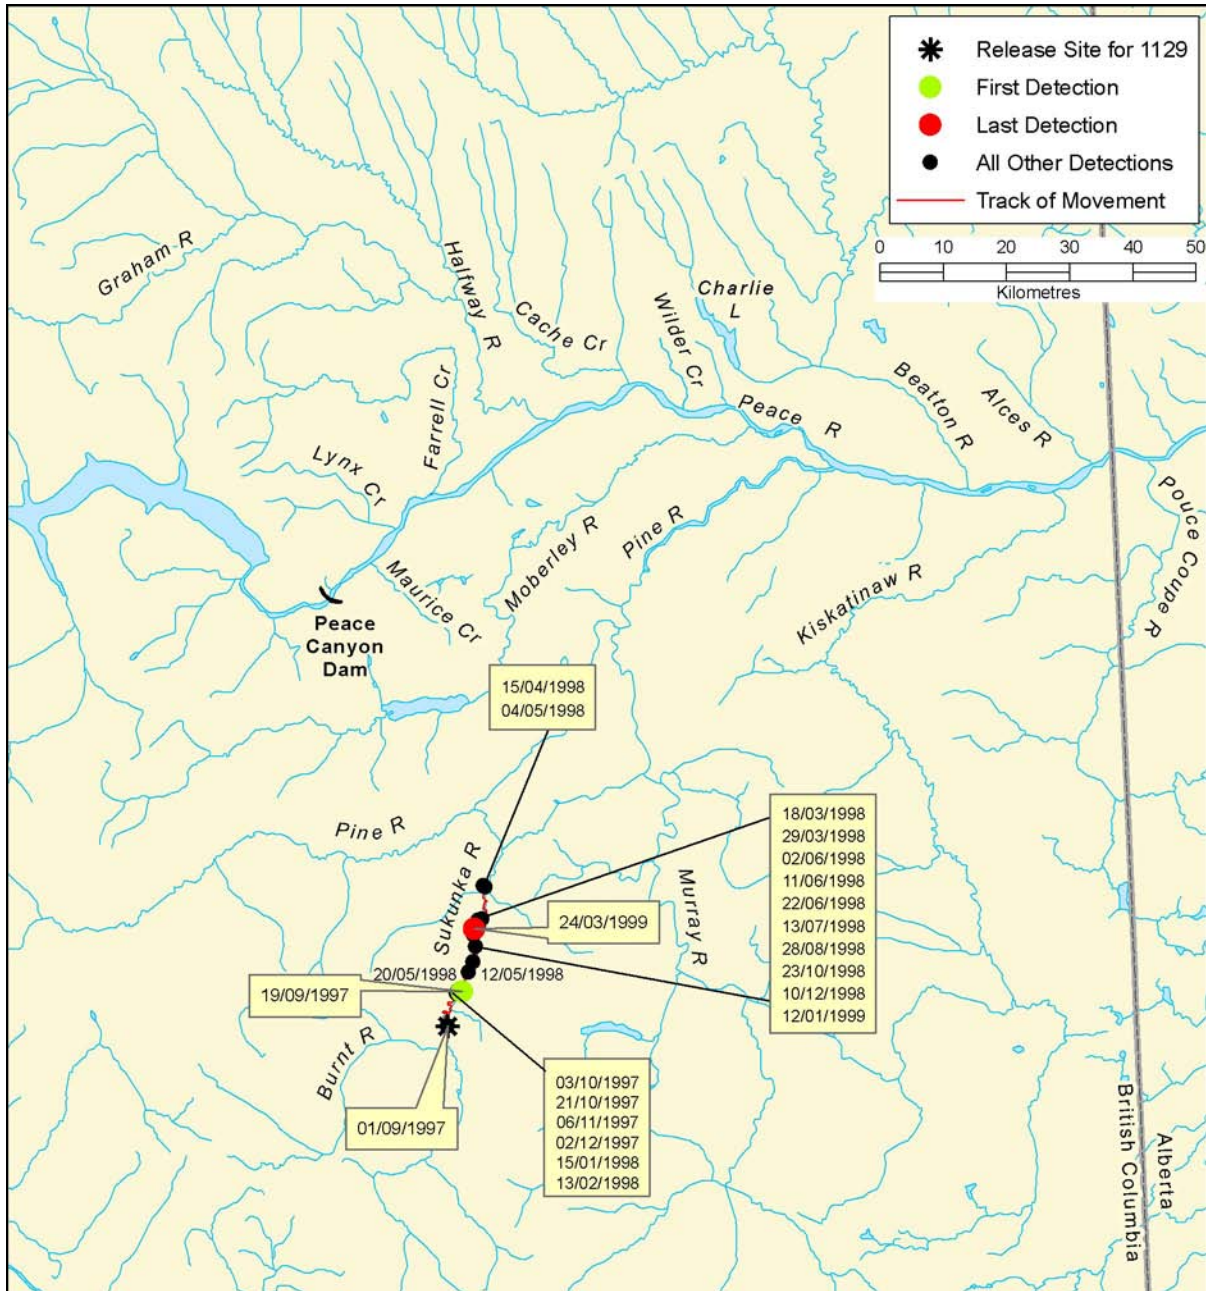 Release Site for 1129
First Detection
Last Detection
All Other Detections
Track of Movement
0 10 20 30 40 50
Kilometres
Graham R
Halfway R
Cache Cr
Wilder Cr
Charlie
L
Farrell Cr
Lynx Cr
Peace R
Beatton R
Alces R
Pouce Coupe R
Moberley R
Pine R
Kiskatinaw R
Maurice Cr
Peace
Canyon
Dam
15/04/1998
04/05/1998
Pine R
Sukunka R
Murray R
18/03/1998
29/03/1998
02/06/1998
11/06/1998
22/06/1998
13/07/1998
28/08/1998
23/10/1998
10/12/1998
12/01/1999
24/03/1999
20/05/1998
12/05/1998
19/09/1997
Burnt R
01/09/1997
03/10/1997
21/10/1997
06/11/1997
02/12/1997
15/01/1998
13/02/1998
British Columbia
Alberta